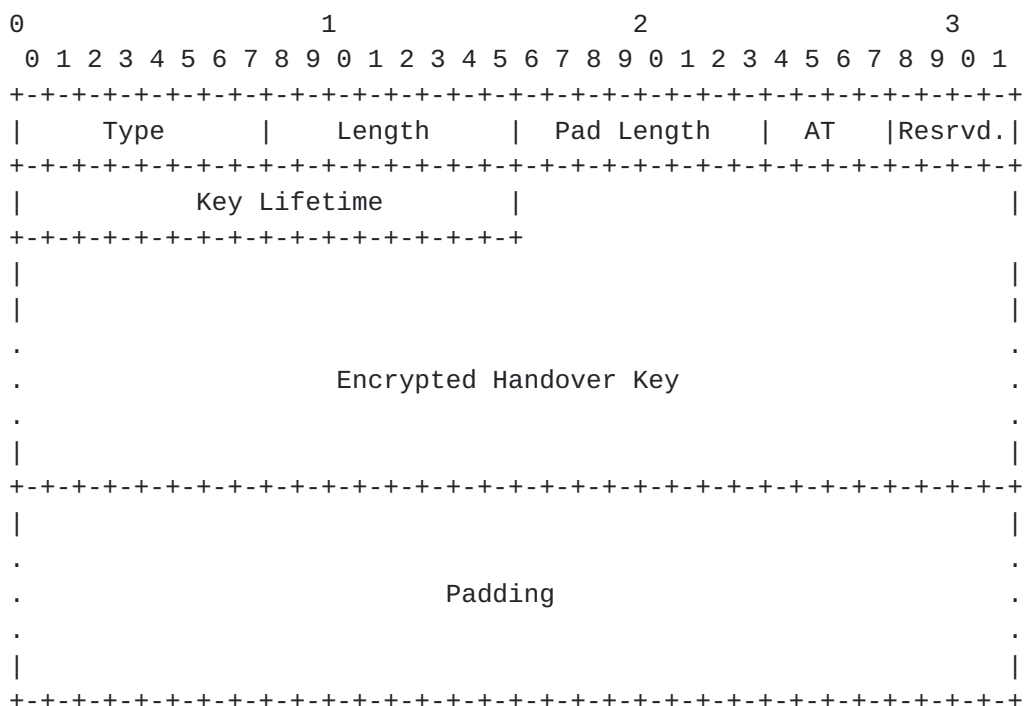 0                   1                   2                   3
 0 1 2 3 4 5 6 7 8 9 0 1 2 3 4 5 6 7 8 9 0 1 2 3 4 5 6 7 8 9 0 1
+-+-+-+-+-+-+-+-+-+-+-+-+-+-+-+-+-+-+-+-+-+-+-+-+-+-+-+-+-+-+-+-+
|     Type      |    Length     |  Pad Length   |  AT   |Resrvd.|
+-+-+-+-+-+-+-+-+-+-+-+-+-+-+-+-+-+-+-+-+-+-+-+-+-+-+-+-+-+-+-+-+
|           Key Lifetime        |                               |
+-+-+-+-+-+-+-+-+-+-+-+-+-+-+-+-+
|                                                               |
|                                                               |
.                                                               .
.                    Encrypted Handover Key                     .
.                                                               .
|                                                               |
+-+-+-+-+-+-+-+-+-+-+-+-+-+-+-+-+-+-+-+-+-+-+-+-+-+-+-+-+-+-+-+-+
|                                                               |
.                                                               .
.                           Padding                             .
.                                                               .
|                                                               |
+-+-+-+-+-+-+-+-+-+-+-+-+-+-+-+-+-+-+-+-+-+-+-+-+-+-+-+-+-+-+-+-+